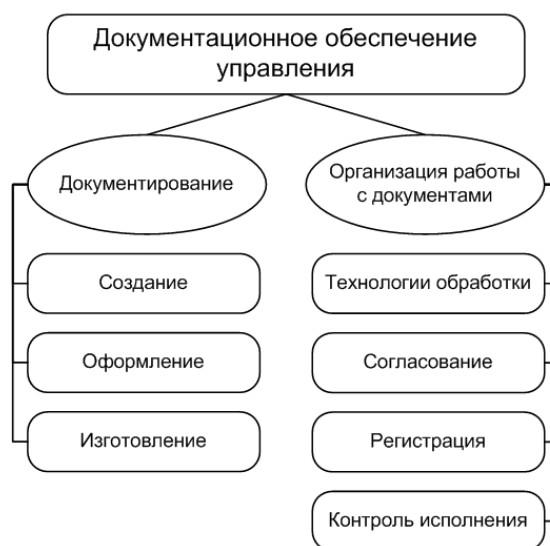 Документационное обеспечение
управления
Документирование
Организация работы
с документами
Создание
Технологии обработки
Оформление
Согласование
Изготовление
Регистрация
Контроль исполнения